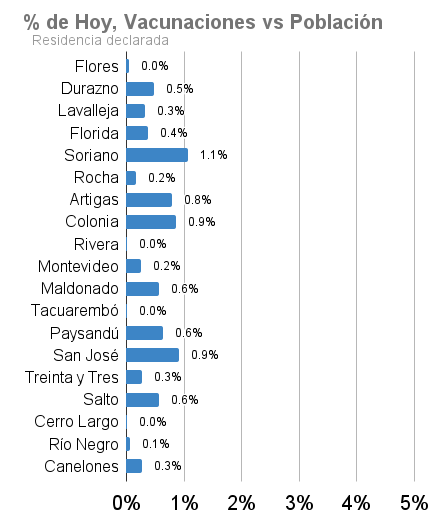 % de Hoy, Vacunaciones vs Población
Residencia declarada
Flores 0.0%
Durazno 0.5%
Lavalleja 0.3%
Florida 0.4%
Soriano 1.1%
Rocha 0.2%
Artigas 0.8%
Colonia 0.9%
Rivera 0.0%
Montevideo 0.2%
Maldonado 0.6%
Tacuarembó 0.0%
Paysandú 0.6%
San José 0.9%
Treinta y Tres 0.3%
Salto 0.6%
Cerro Largo 0.0%
Río Negro 0.1%
Canelones 0.3%
0% 1% 2% 3% 4% 5%